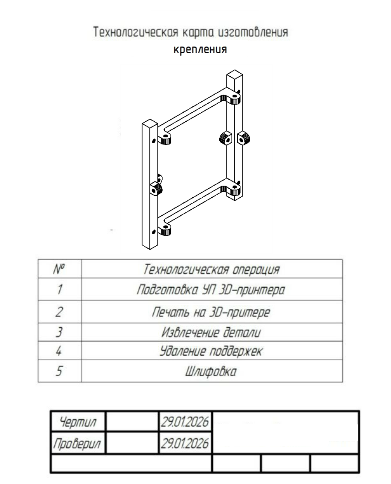 Технологическая карта изготовления
крепления
№ Технологическая операция
1 Подготовка УП 3D-принтера
2 Печать на 3D-притере
3 Извлечение детали
4 Удаление поддержек
5 Шлифовка
Чертил 29.01.2026
Проверил 29.01.2026